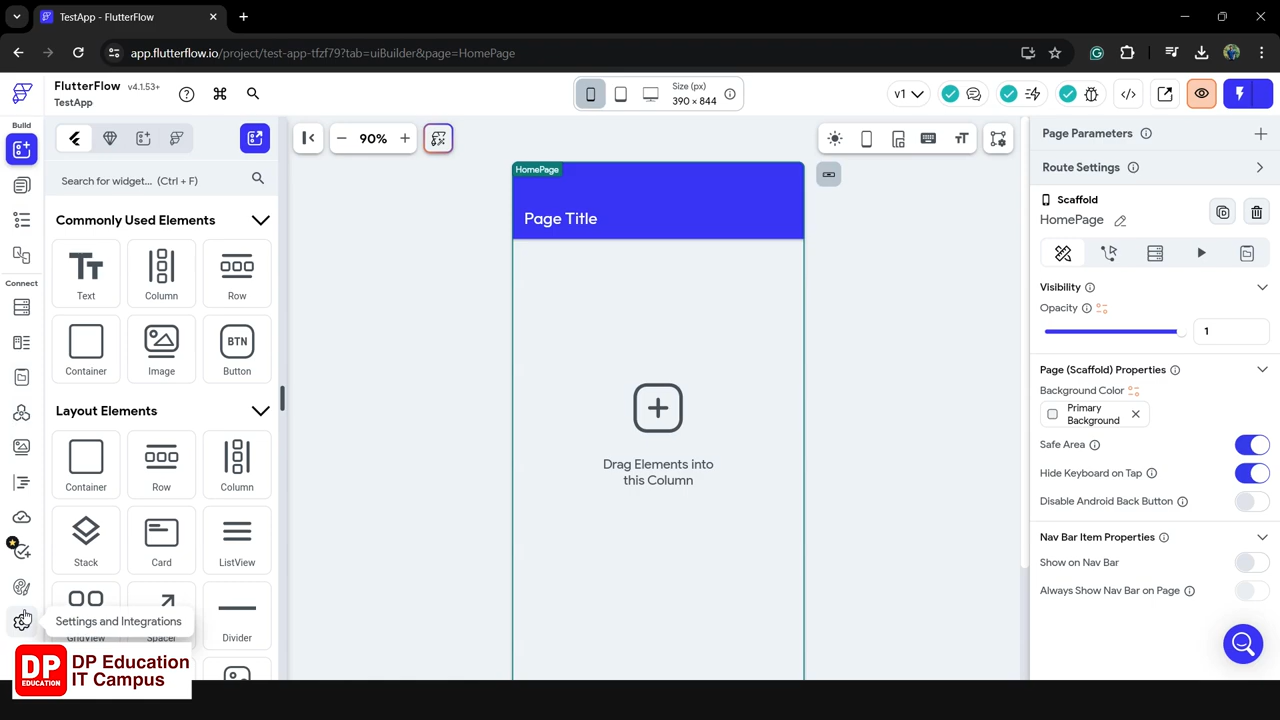 TestApp - FlutterFlow
app.flutterflow.io/project/test-app-tfzf79?tab=uiBuilder&page=HomePage
FlutterFlow v4.1.53+
TestApp
Size (px)
390 × 844
v1
Build
90%
Search for widget... (Ctrl + F)
Commonly Used Elements
Text
Column
Row
Container
Image
BTN
Button
Layout Elements
Container
Row
Column
Stack
Card
ListView
GridView
Spacer
Divider
Connect
Settings and Integrations
DP
EDUCATION
DP Education
IT Campus
HomePage
Page Title
Drag Elements into
this Column
Page Parameters
Route Settings
Scaffold
HomePage
Visibility
Opacity
1
Page (Scaffold) Properties
Background Color
Primary
Background
Safe Area
Hide Keyboard on Tap
Disable Android Back Button
Nav Bar Item Properties
Show on Nav Bar
Always Show Nav Bar on Page